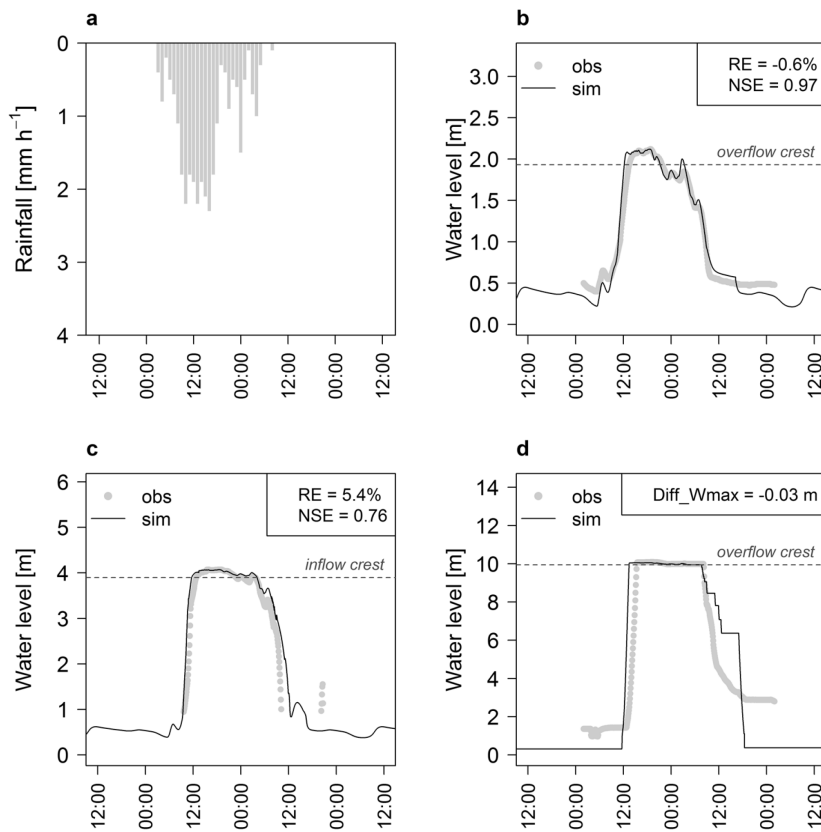 a
0
1
2
3
4
Rainfall [mm h⁻¹]
12:00
00:00
12:00
00:00
12:00
00:00
12:00
b
3.0
2.5
2.0
1.5
1.0
0.5
0.0
Water level [m]
obs
sim
RE = -0.6%
NSE = 0.97
overflow crest
12:00
00:00
12:00
00:00
12:00
00:00
12:00
c
6
5
4
3
2
1
0
Water level [m]
obs
sim
RE = 5.4%
NSE = 0.76
inflow crest
12:00
00:00
12:00
00:00
12:00
00:00
12:00
d
14
12
10
8
6
4
2
0
Water level [m]
obs
sim
Diff_Wmax = -0.03 m
overflow crest
12:00
00:00
12:00
00:00
12:00
00:00
12:00